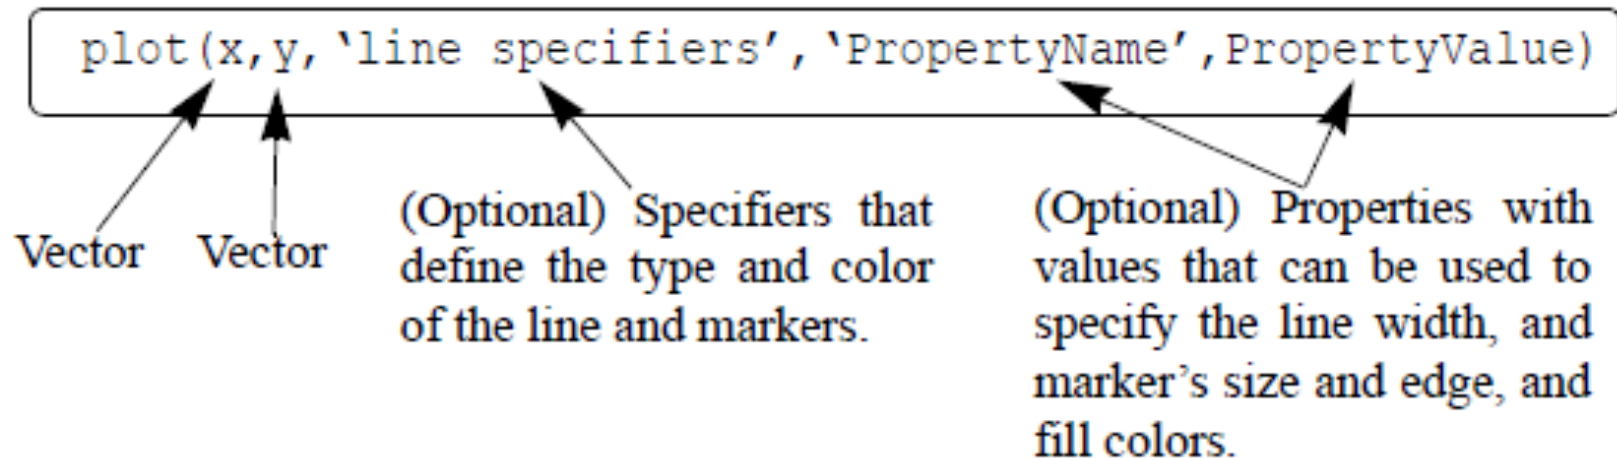 plot(x,y,‘line specifiers’,‘PropertyName’,PropertyValue)
Vector
Vector
(Optional) Specifiers that
define the type and color
of the line and markers.
(Optional) Properties with
values that can be used to
specify the line width, and
marker’s size and edge, and
fill colors.